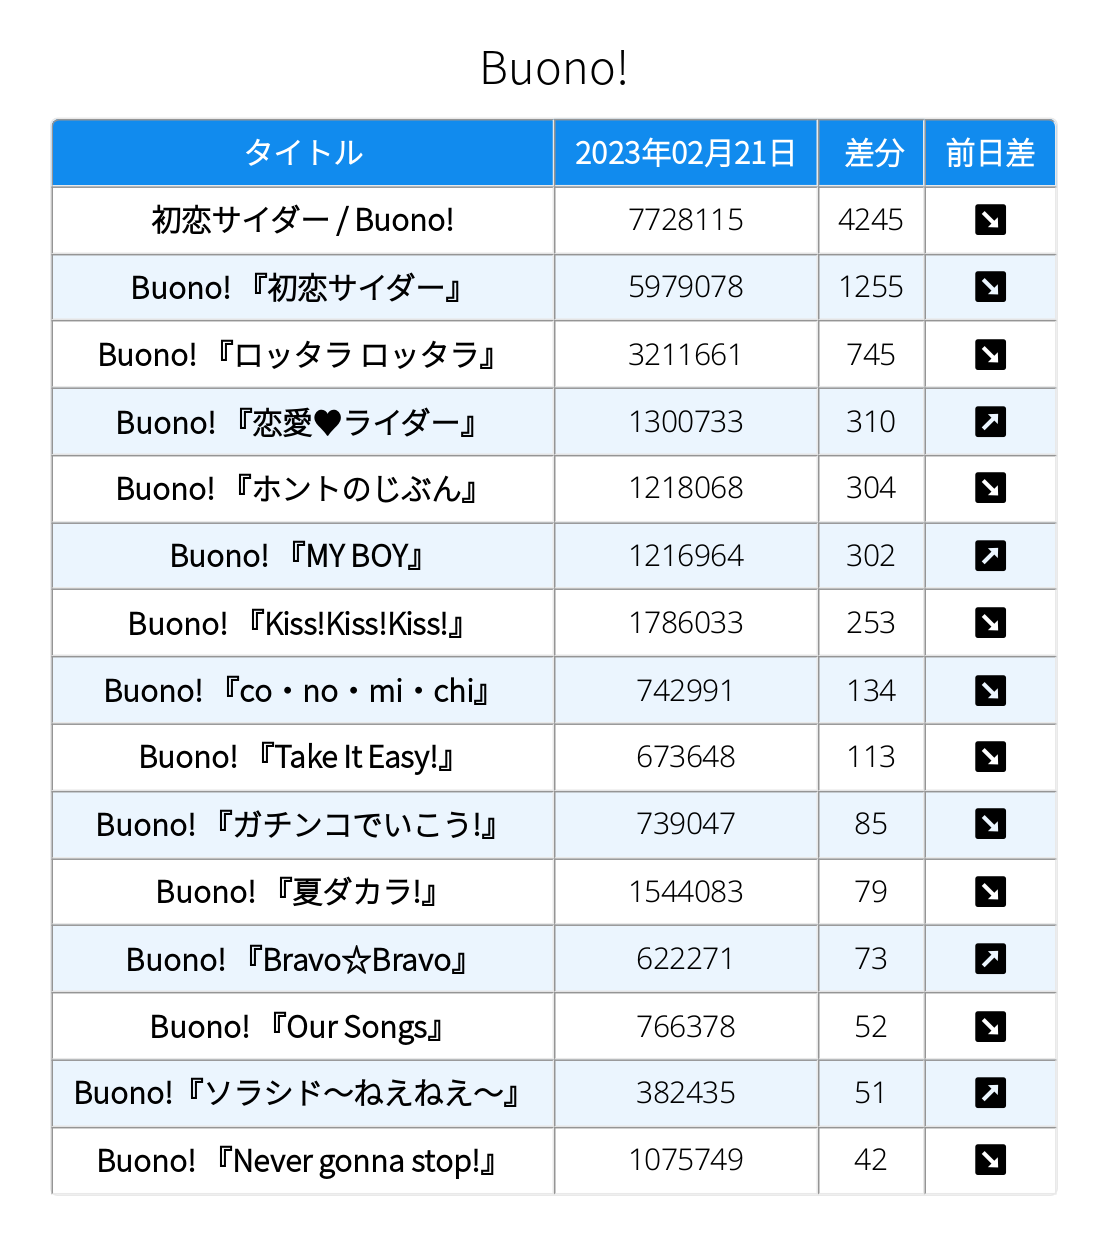 Buono!
タイトル 2023年02月21日 差分 前日差
初恋サイダー / Buono! 7728115 4245 ↘
Buono! 『初恋サイダー』 5979078 1255 ↘
Buono! 『ロッタラ ロッタラ』 3211661 745 ↘
Buono! 『恋愛♥ライダー』 1300733 310 ↗
Buono! 『ホントのじぶん』 1218068 304 ↘
Buono! 『MY BOY』 1216964 302 ↗
Buono! 『Kiss!Kiss!Kiss!』 1786033 253 ↘
Buono! 『co・no・mi・chi』 742991 134 ↘
Buono! 『Take It Easy!』 673648 113 ↘
Buono! 『ガチンコでいこう!』 739047 85 ↘
Buono! 『夏ダカラ!』 1544083 79 ↘
Buono! 『Bravo☆Bravo』 622271 73 ↗
Buono! 『Our Songs』 766378 52 ↘
Buono!『ソラシド〜ねえねえ〜』 382435 51 ↗
Buono! 『Never gonna stop!』 1075749 42 ↘